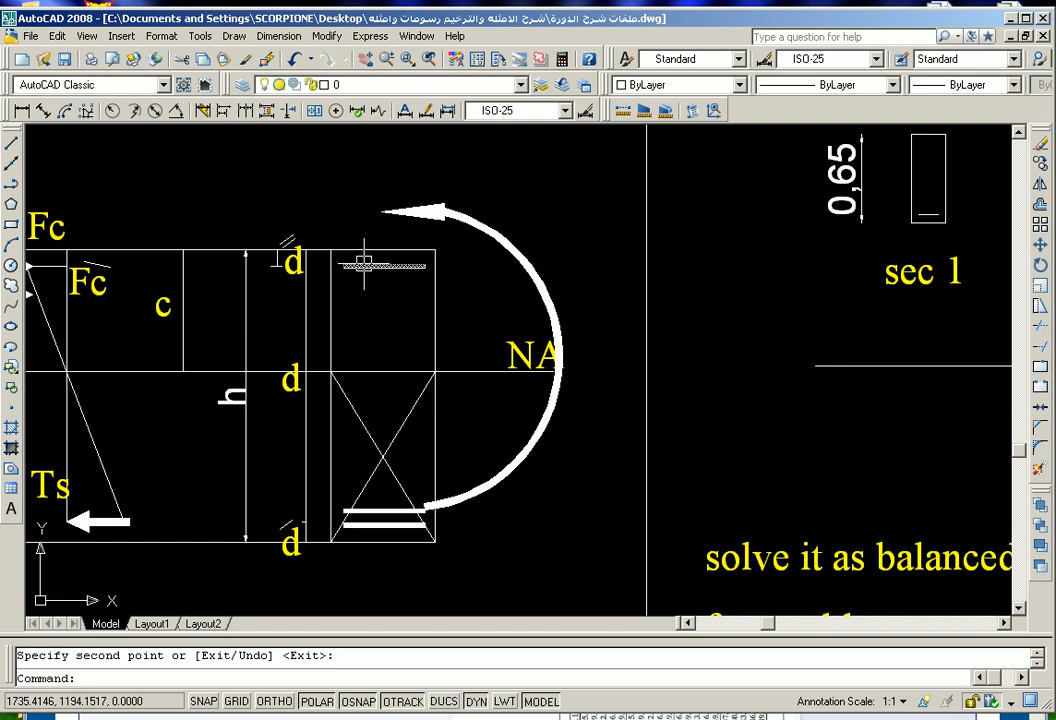 AutoCAD 2008 - [C:\Documents and Settings\SCORPIONE\Desktop\ملفات شرح الدورة\شرح الامثله والترخيم رسومات وامثله.dwg]
File Edit View Insert Format Tools Draw Dimension Modify Express Window Help
Type a question for help
Standard ISO-25 Standard
AutoCAD Classic 0 ByLayer ByLayer ByLayer
ISO-25
Fc
Fc
c
d
d
d
h
Ts
NA
Y
X
0,65
sec 1
solve it as balanced
Model Layout1 Layout2
Specify second point or [Exit/Undo] <Exit>:
Command:
1735.4146, 1194.1517, 0.0000 SNAP GRID ORTHO POLAR OSNAP OTRACK DUCS DYN LWT MODEL Annotation Scale: 1:1